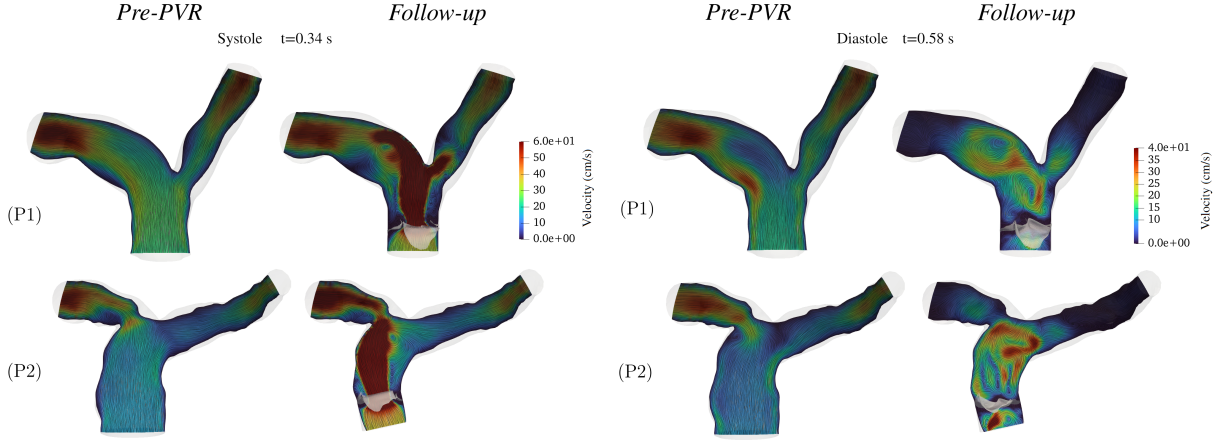 Pre-PVR Follow-up
Systole t=0.34 s
(P1)
6.0e+01
50
40
30
20
10
0.0e+00
Velocity (cm/s)
(P2)
Pre-PVR Follow-up
Diastole t=0.58 s
(P1)
4.0e+01
35
30
25
20
15
10
0.0e+00
Velocity (cm/s)
(P2)